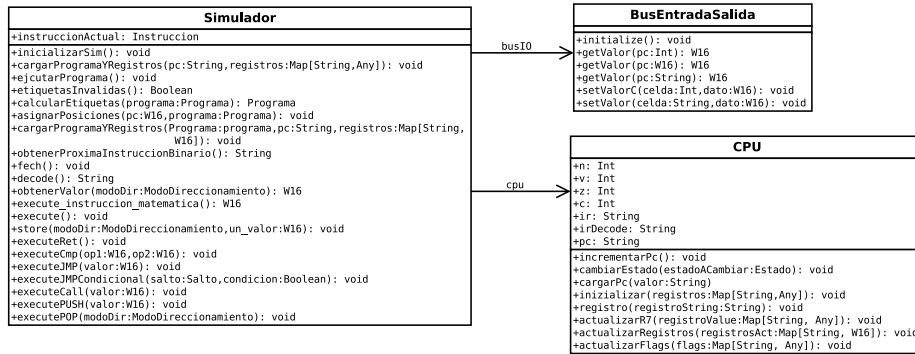 Simulador
+instruccionActual: Instruccion
+inicializarSim(): void
+cargarProgramaYRegistros(pc:String,registros:Map[String,Any]): void
+ejcutarPrograma(): void
+etiquetasInvalidas(): Boolean
+calcularEtiquetas(programa:Programa): Programa
+asignarPosiciones(pc:W16,programa:Programa): void
+cargarProgramaYRegistros(Programa:programa,pc:String,registros:Map[String,
W16]): void
+obtenerProximaInstruccionBinario(): String
+fech(): void
+decode(): String
+obtenerValor(modoDir:ModoDireccionamiento): W16
+execute_instruccion_matematica(): W16
+execute(): void
+store(modoDir:ModoDireccionamiento,un_valor:W16): void
+executeRet(): void
+executeCmp(op1:W16,op2:W16): void
+executeJMP(valor:W16): void
+executeJMPCondicional(salto:Salto,condicion:Boolean): void
+executeCall(valor:W16): void
+executePUSH(valor:W16): void
+executePOP(modoDir:ModoDireccionamiento): void
busIO
cpu
BusEntradaSalida
+initialize(): void
+getValor(pc:Int): W16
+getValor(pc:W16): W16
+getValor(pc:String): W16
+setValorC(celda:Int,dato:W16): void
+setValor(celda:String,dato:W16): void
CPU
+n: Int
+v: Int
+z: Int
+c: Int
+ir: String
+irDecode: String
+pc: String
+incrementarPc(): void
+cambiarEstado(estadoACambiar:Estado): void
+cargarPc(valor:String)
+inizializar(registros:Map[String,Any]): void
+registro(registroString:String): void
+actualizarR7(registroValue:Map[String, Any]): void
+actualizarRegistros(registrosAct:Map[String, W16]): void
+actualizarFlags(flags:Map[String, Any]): void